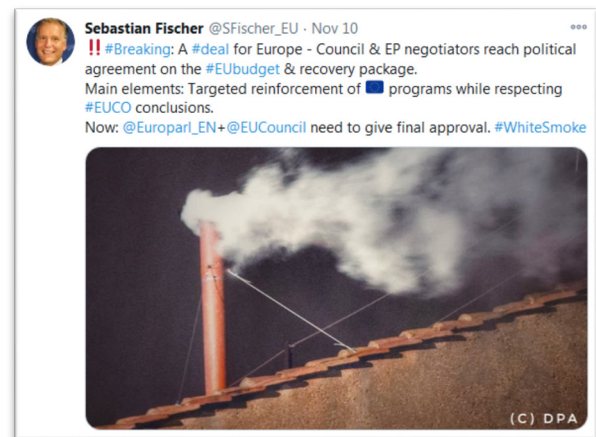 Sebastian Fischer @SFischer_EU · Nov 10
‼ #Breaking: A #deal for Europe - Council & EP negotiators reach political
agreement on the #EUbudget & recovery package.
Main elements: Targeted reinforcement of 🇪🇺 programs while respecting
#EUCO conclusions.
Now: @Europarl_EN+@EUCouncil need to give final approval. #WhiteSmoke
(C) DPA